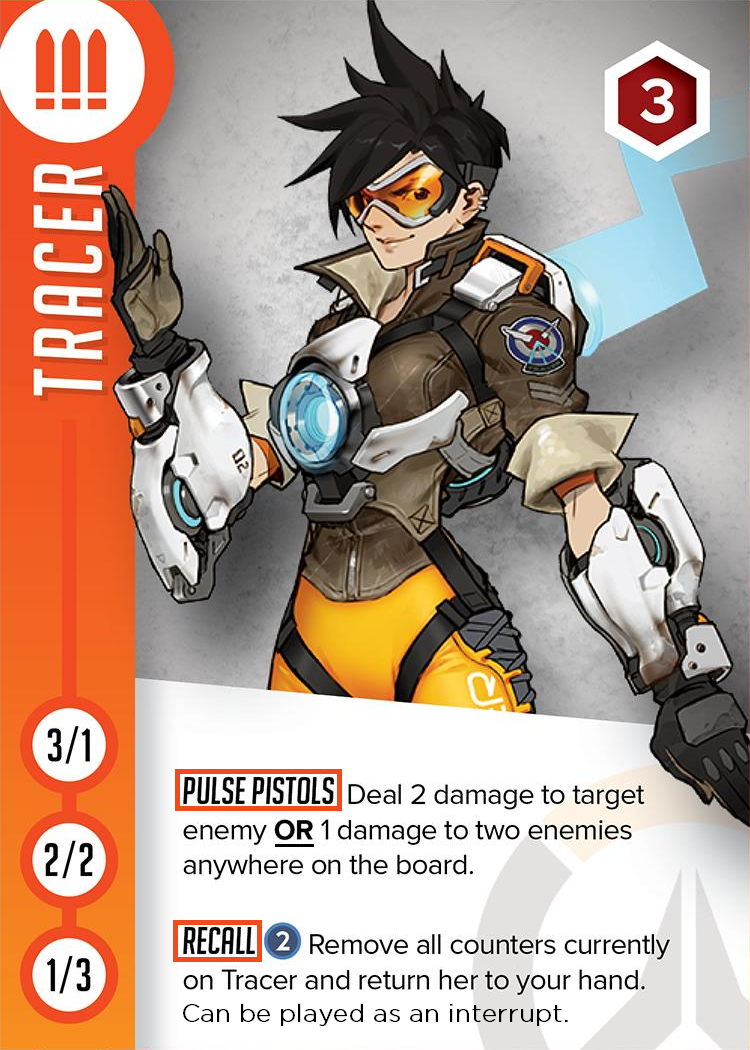 3
TRACER
02
3/1
2/2
1/3
PULSE PISTOLS Deal 2 damage to target
enemy OR 1 damage to two enemies
anywhere on the board.
RECALL 2 Remove all counters currently
on Tracer and return her to your hand.
Can be played as an interrupt.